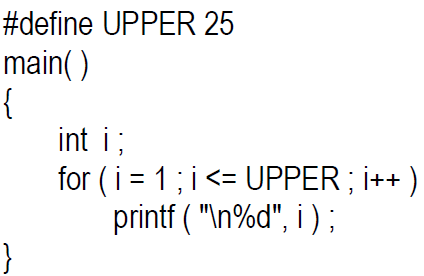 #define UPPER 25
main( )
{
int i ;
for ( i = 1 ; i <= UPPER ; i++ )
printf ( "\n%d", i ) ;
}